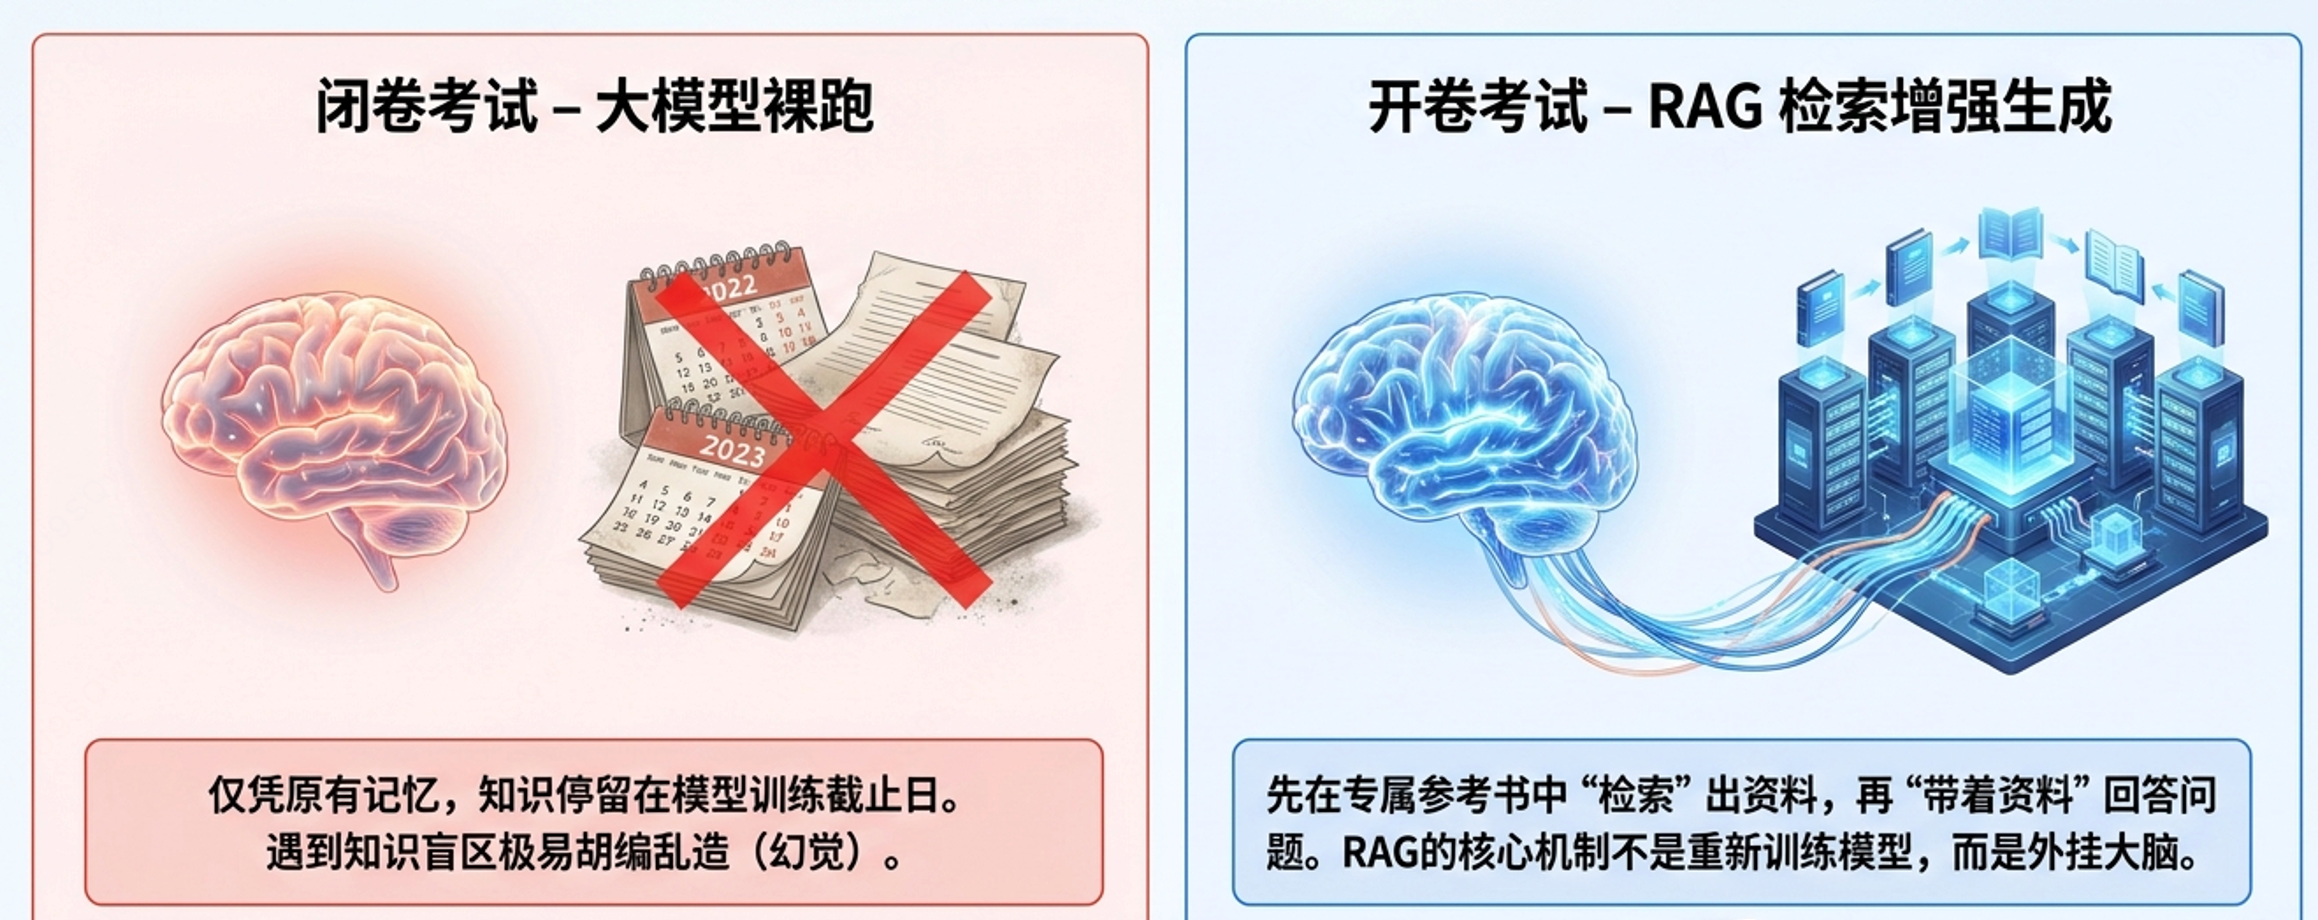 闭卷考试 – 大模型裸跑
2023
仅凭原有记忆，知识停留在模型训练截止日。
遇到知识盲区极易胡编乱造（幻觉）。
开卷考试 – RAG 检索增强生成
先在专属参考书中“检索”出资料，再“带着资料”回答问
题。RAG的核心机制不是重新训练模型，而是外挂大脑。